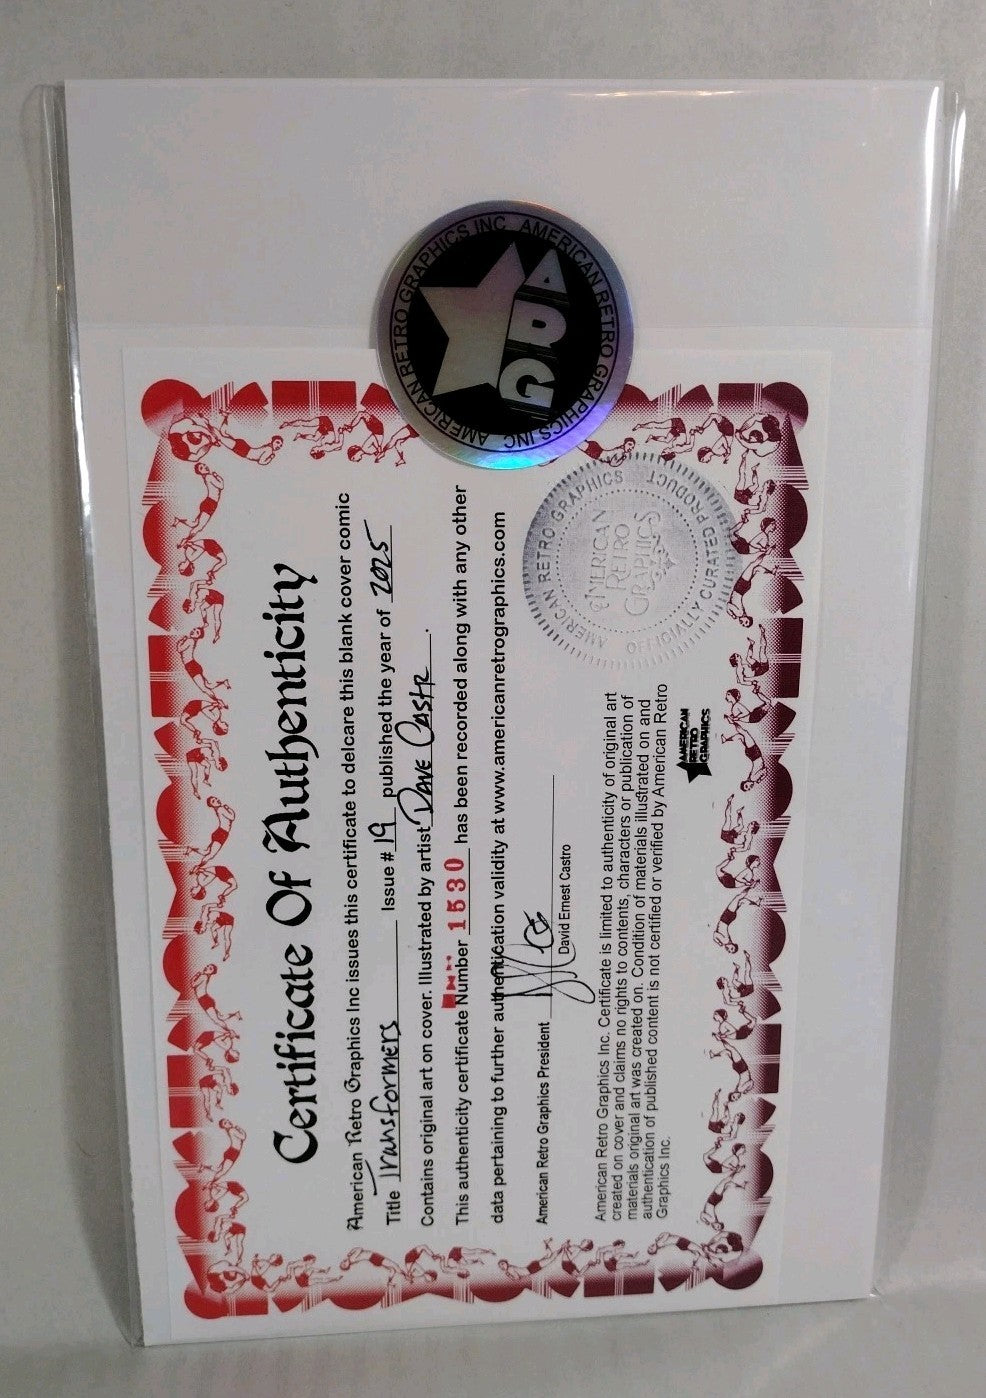 AMERICAN RETRO GRAPHICS INC AMERICAN RETRO GRAPHICS INC
ARG
Certificate Of Authenticity
American Retro Graphics Inc issues this certificate to delcare this blank cover comic
Title Transformers Issue # 19 published the year of 2025
Contains original art on cover. Illustrated by artist Dave Castr.
This authenticity certificate Number 1530 has been recorded along with any other
data pertaining to further authentication validity at www.americanretrographics.com
American Retro Graphics President
David Ernest Castro
AMERICAN RETRO GRAPHICS
OFFICIALLY CURATED PRODUCT
AMERICAN
RETRO
GRAPHICS
American Retro Graphics Inc. Certificate is limited to authenticity of original art
created on cover and claims no rights to contents, characters or publication of
materials original art was created on. Condition of materials illustrated on and
authentication of published content is not certified or verified by American Retro
Graphics Inc.
AMERICAN
RETRO
GRAPHICS